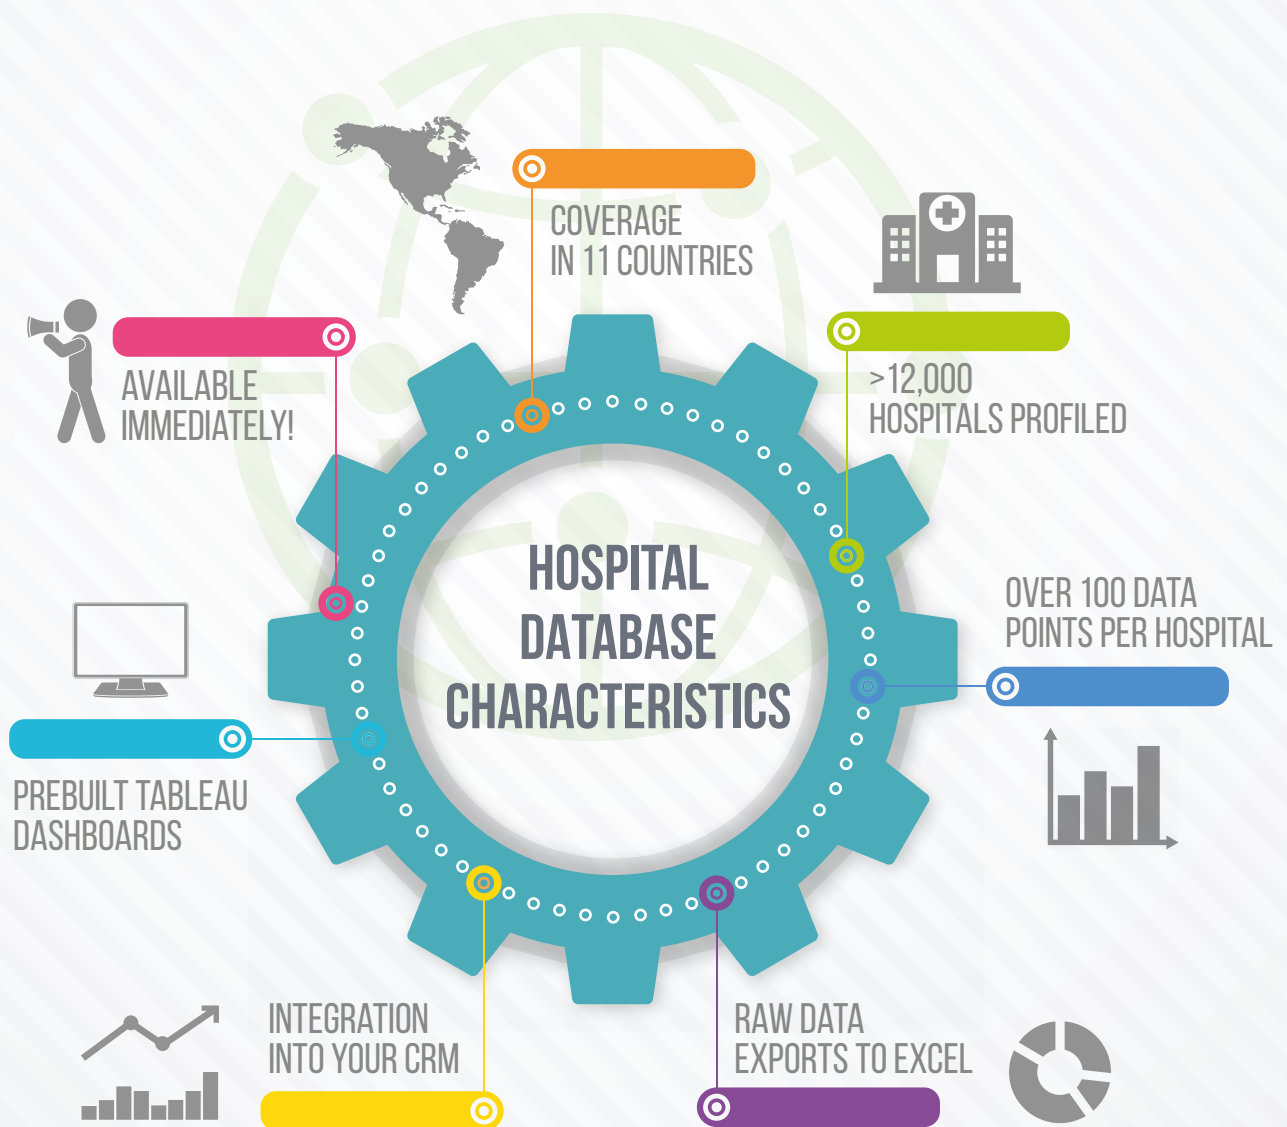 COVERAGE
IN 11 COUNTRIES
>12,000
HOSPITALS PROFILED
AVAILABLE
IMMEDIATELY!
HOSPITAL
DATABASE
CHARACTERISTICS
OVER 100 DATA
POINTS PER HOSPITAL
PREBUILT TABLEAU
DASHBOARDS
INTEGRATION
INTO YOUR CRM
RAW DATA
EXPORTS TO EXCEL